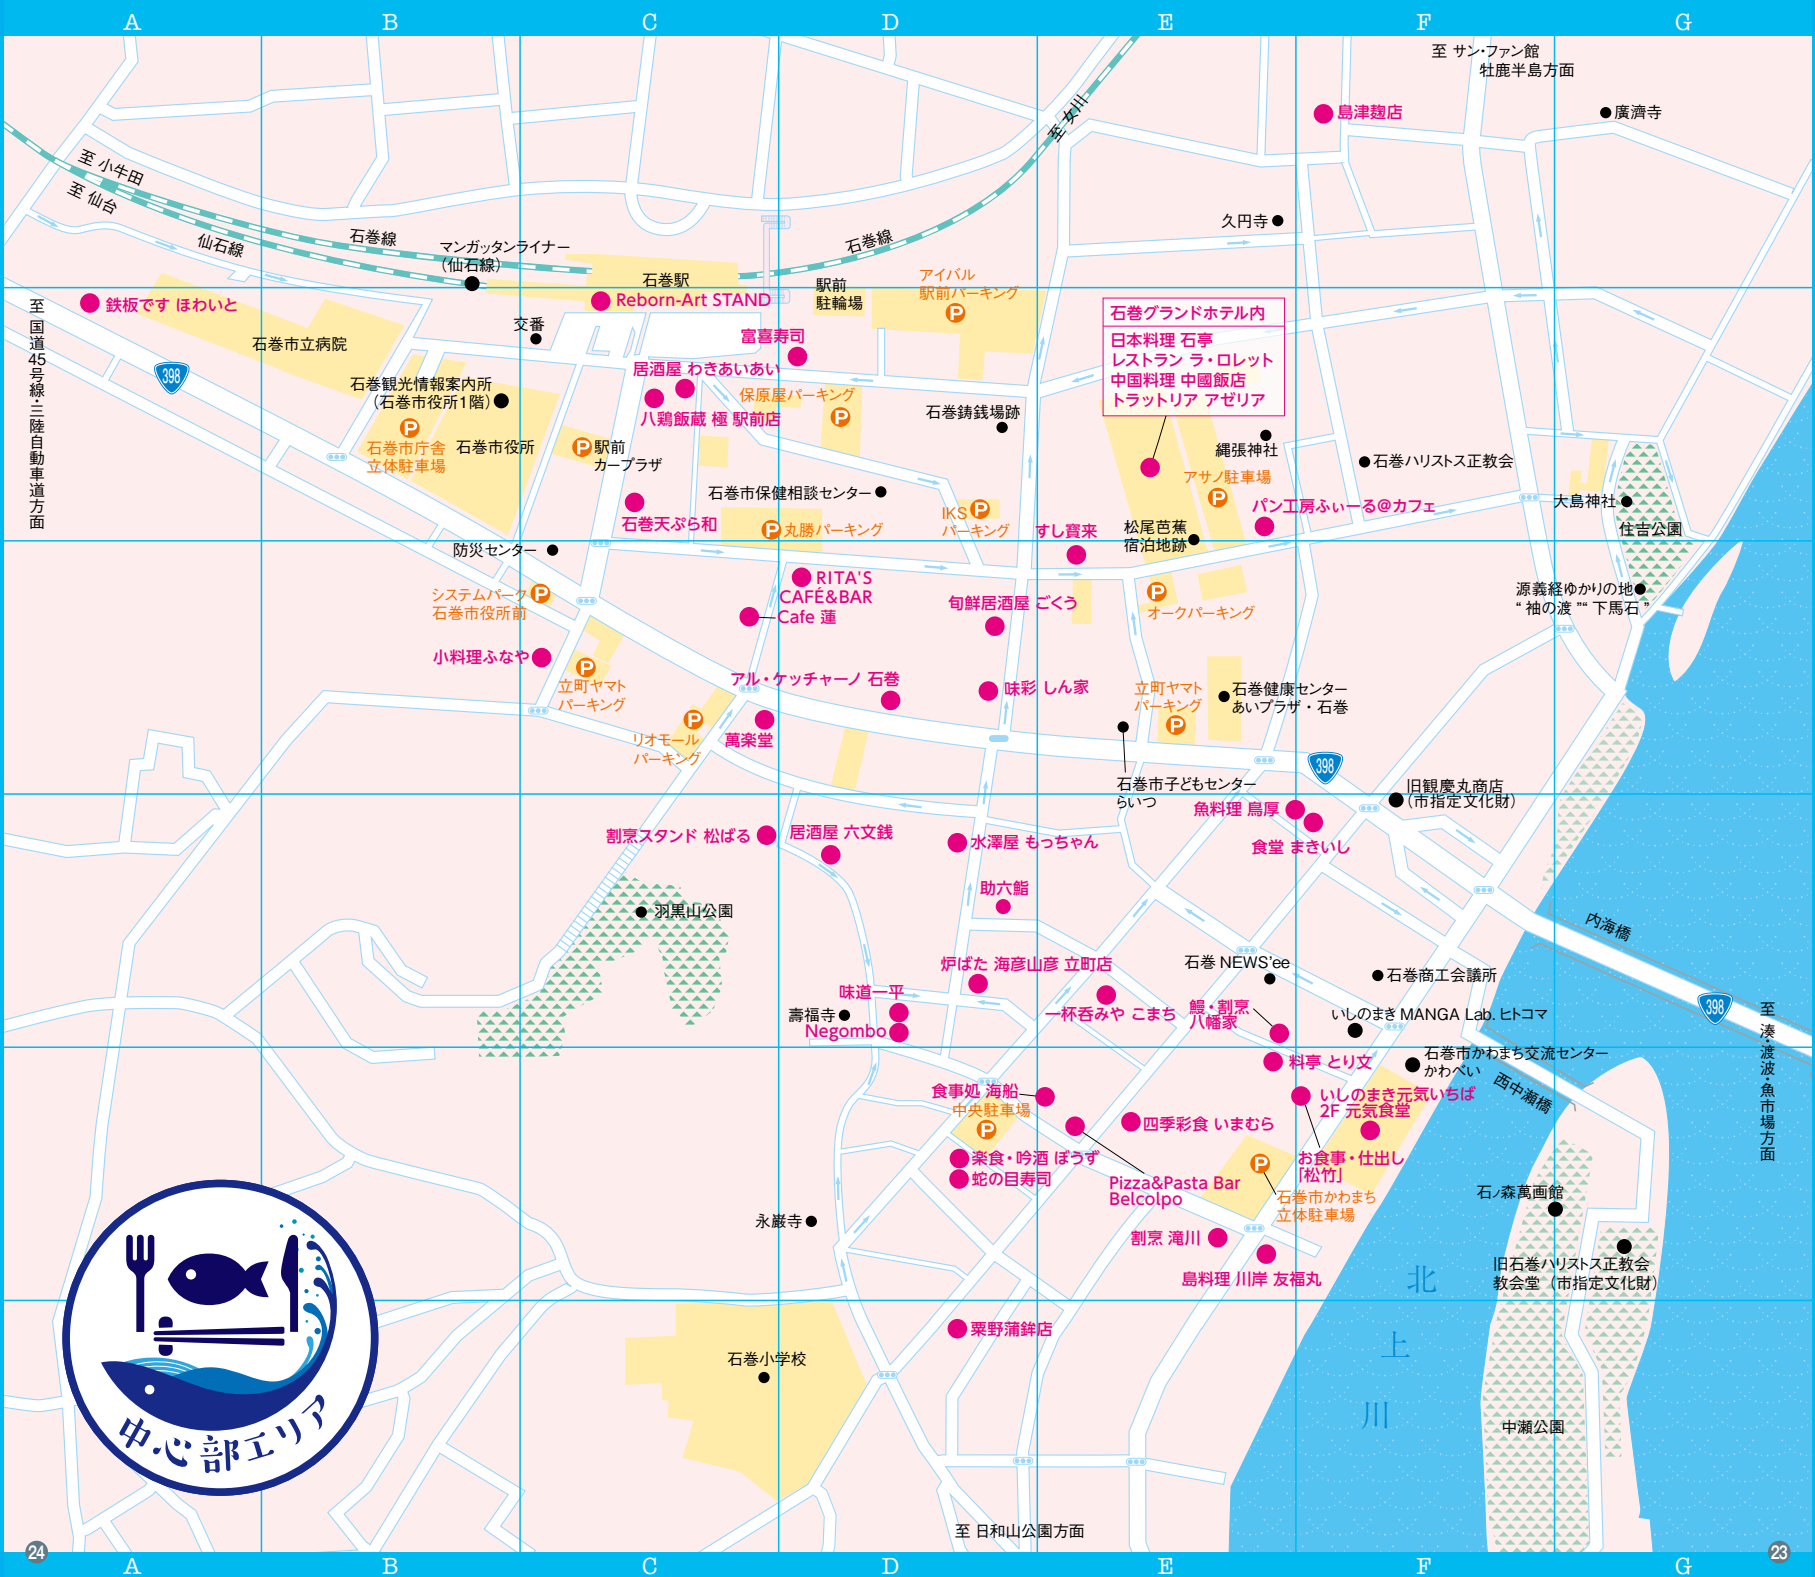 A B C D E F G
至 サン・ファン館
牡鹿半島方面
島津麹店
廣濟寺
至 女川
至 小牛田
至 仙台
久円寺
仙石線
石巻線
マンガッタンライナー
（仙石線）
石巻線
石巻駅
アイバル
駅前パーキング
P
駅前
駐輪場
鉄板です ほわいと
Reborn-Art STAND
石巻グランドホテル内
日本料理 石亭
レストラン ラ・ロレット
中国料理 中國飯店
トラットリア アゼリア
至 国道45号線・三陸自動車道方面
交番
石巻市立病院
富喜寿司
398
居酒屋 わきあいあい
石巻観光情報案内所
（石巻市役所1階）
保原屋パーキング
P
八鶏飯蔵 極 駅前店
石巻鋳銭場跡
P
石巻市庁舎
立体駐車場
石巻市役所
P
駅前
カープラザ
縄張神社
石巻ハリストス正教会
アサノ駐車場
P
石巻市保健相談センター
IKS
パーキング
P
パン工房ふぃーる@カフェ
大島神社
住吉公園
石巻天ぷら和
P
丸勝パーキング
すし寶来
松尾芭蕉
宿泊地跡
防災センター
RITA'S
CAFÉ&BAR
Cafe 蓮
システムパーク
石巻市役所前
P
旬鮮居酒屋 ごくう
P
オークパーキング
源義経ゆかりの地
“ 袖の渡 ”“ 下馬石 ”
小料理ふなや
P
立町ヤマト
パーキング
アル・ケッチャーノ 石巻
味彩 しん家
立町ヤマト
パーキング
P
石巻健康センター
あいプラザ・石巻
P
リオモール
パーキング
萬楽堂
398
石巻市子どもセンター
らいつ
旧観慶丸商店
（市指定文化財）
魚料理 鳥厚
食堂 まきいし
割烹スタンド 松ばる
居酒屋 六文銭
水澤屋 もっちゃん
助六鮨
羽黒山公園
内海橋
炉ばた 海彦山彦 立町店
石巻 NEWS'ee
石巻商工会議所
味道一平
壽福寺
Negombo
一杯呑みや こまち
鰻・割烹
八幡家
いしのまき MANGA Lab. ヒトコマ
398
至 湊・渡波・魚市場方面
料亭 とり文
石巻市かわまち交流センター
かわべい
西中瀬橋
食事処 海船
中央駐車場
P
いしのまき元気いちば
2F 元気食堂
四季彩食 いまむら
楽食・吟酒 ぼうず
蛇の目寿司
お食事・仕出し
「松竹」
Pizza&Pasta Bar
Belcolpo
P
石巻市かわまち
立体駐車場
石ノ森萬画館
永巌寺
割烹 滝川
島料理 川岸 友福丸
旧石巻ハリストス正教会
教会堂（市指定文化財）
北上川
粟野蒲鉾店
石巻小学校
中瀬公園
中心部エリア
至 日和山公園方面
24
23
A B C D E F G